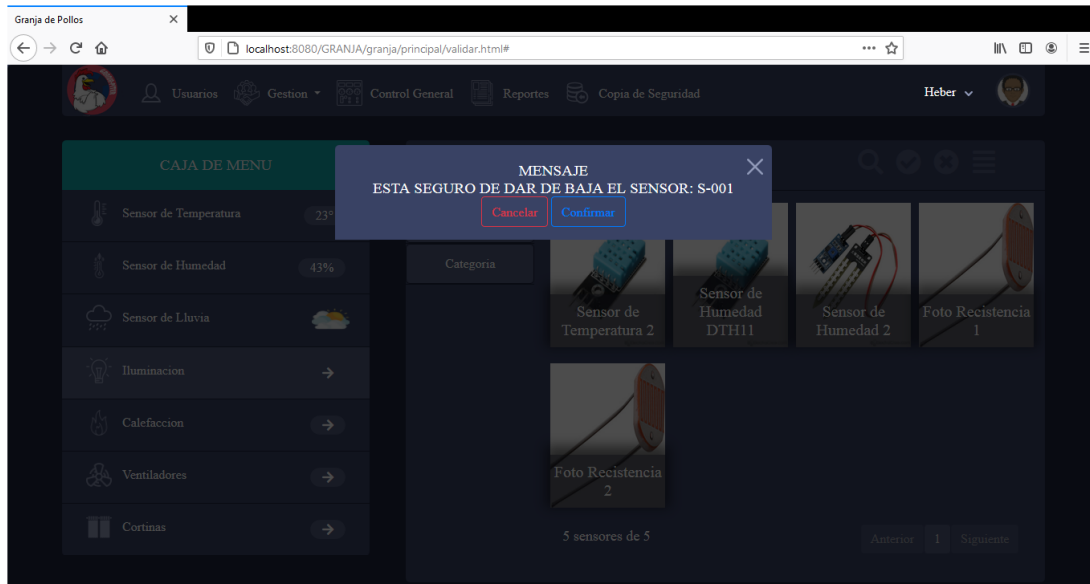 Granja de Pollos
localhost:8080/GRANJA/granja/principal/validar.html#
Usuarios
Gestion
Control General
Reportes
Copia de Seguridad
Heber
CAJA DE MENU
MENSAJE
ESTA SEGURO DE DAR DE BAJA EL SENSOR: S-001
Cancelar
Confirmar
Sensor de Temperatura
23°
Sensor de Humedad
43%
Sensor de Lluvia
Iluminacion
Calefaccion
Ventiladores
Cortinas
Categoria
Sensor de
Temperatura 2
Sensor de
Humedad
DTH11
Sensor de
Humedad 2
Foto Recistencia
1
Foto Recistencia
2
5 sensores de 5
Anterior
1
Siguiente